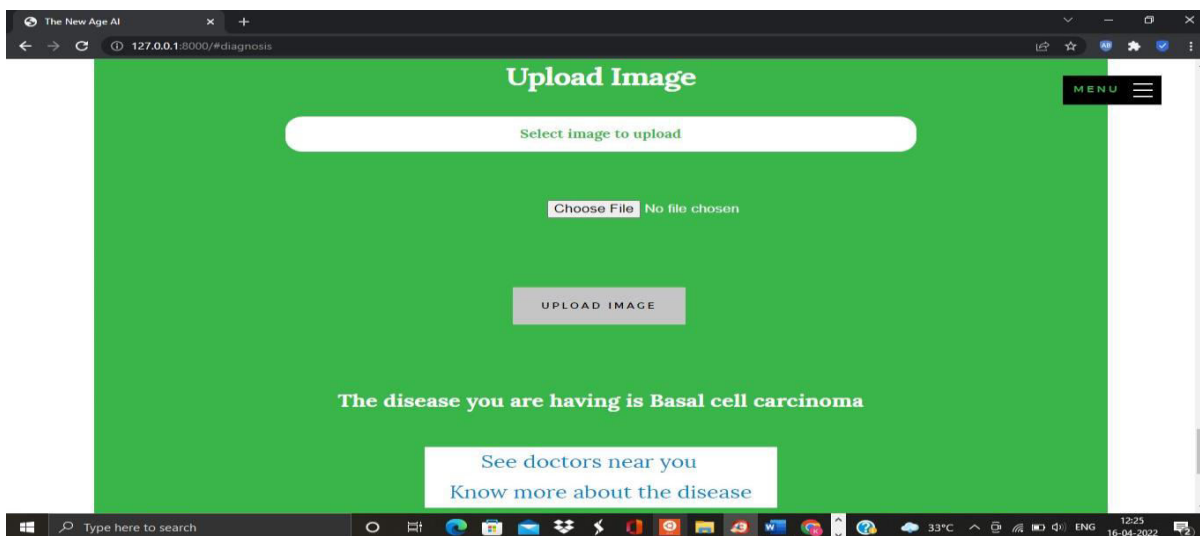 The New Age AI
127.0.0.1:8000/#diagnosis
Upload Image
MENU
Select image to upload
Choose File No file chosen
UPLOAD IMAGE
The disease you are having is Basal cell carcinoma
See doctors near you
Know more about the disease
Type here to search
33°C ENG 12:25
16-04-2022